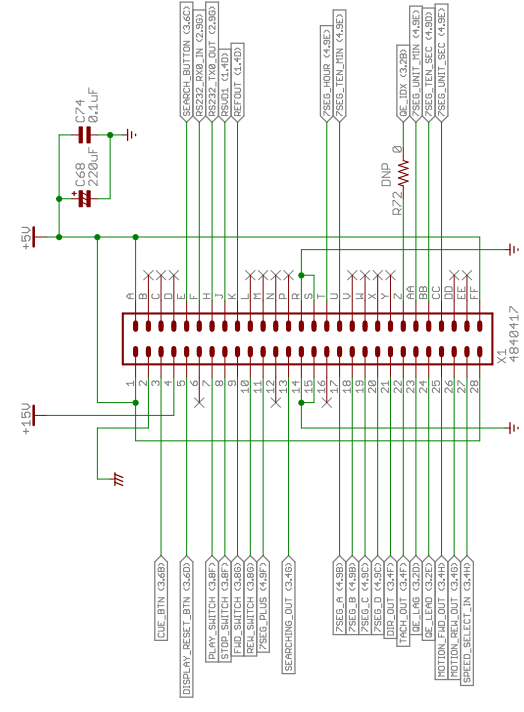 SEARCH_BUTTON (3.6C)
RS232_RX0_IN (2.9G)
RS232_TX0_OUT (2.9G)
RSVD1 (1.4D)
REFOUT (1.4D)
7SEG_HOUR (4.9E)
7SEG_TEN_MIN (4.9E)
QE_IDX (3.2B)
7SEG_UNIT_MIN (4.9E)
7SEG_TEN_SEC (4.9D)
7SEG_UNIT_SEC (4.9E)
C74
0.1uF
C68
220uF
+
DNP
0
R72
+5V
A
B
C
D
E
F
H
J
K
L
M
N
P
R
S
T
U
V
W
X
Y
Z
AA
BB
CC
DD
EE
FF
X1
4840417
1
2
3
4
5
6
7
8
9
10
11
12
13
14
15
16
17
18
19
20
21
22
23
24
25
26
27
28
+15V
CUE_BTN (3.6B)
DISPLAY_RESET_BTN (3.6D)
PLAY_SWITCH (3.8F)
STOP_SWITCH (3.8F)
FWD_SWITCH (3.8G)
REW_SWITCH (3.8G)
7SEG_PLUS (4.9F)
SEARCHING_OUT (3.4G)
7SEG_A (4.9B)
7SEG_B (4.9B)
7SEG_C (4.9C)
7SEG_D (4.9C)
DIR_OUT (3.4F)
TACH_OUT (3.4F)
QE_LAG (3.2D)
QE_LEAD (3.2E)
MOTION_FWD_OUT (3.4H)
MOTION_REW_OUT (3.4G)
SPEED_SELECT_IN (3.4H)